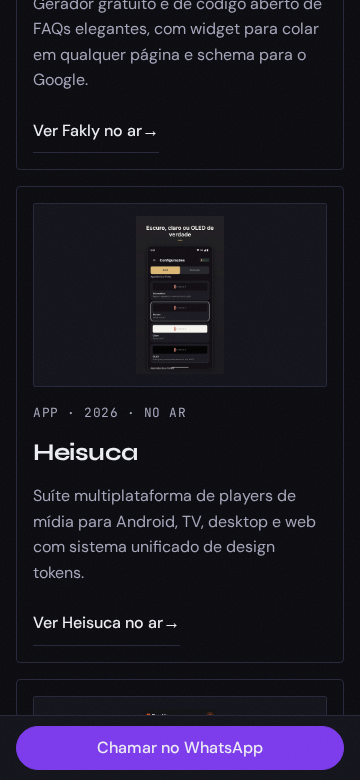 Gerador gratuito e de código aberto de
FAQs elegantes, com widget para colar
em qualquer página e schema para o
Google.
Ver Fakly no ar→
Escuro, claro ou OLED de
verdade
Configurações
APP · 2026 · NO AR
Heisuca
Suíte multiplataforma de players de
mídia para Android, TV, desktop e web
com sistema unificado de design
tokens.
Ver Heisuca no ar→
Chamar no WhatsApp